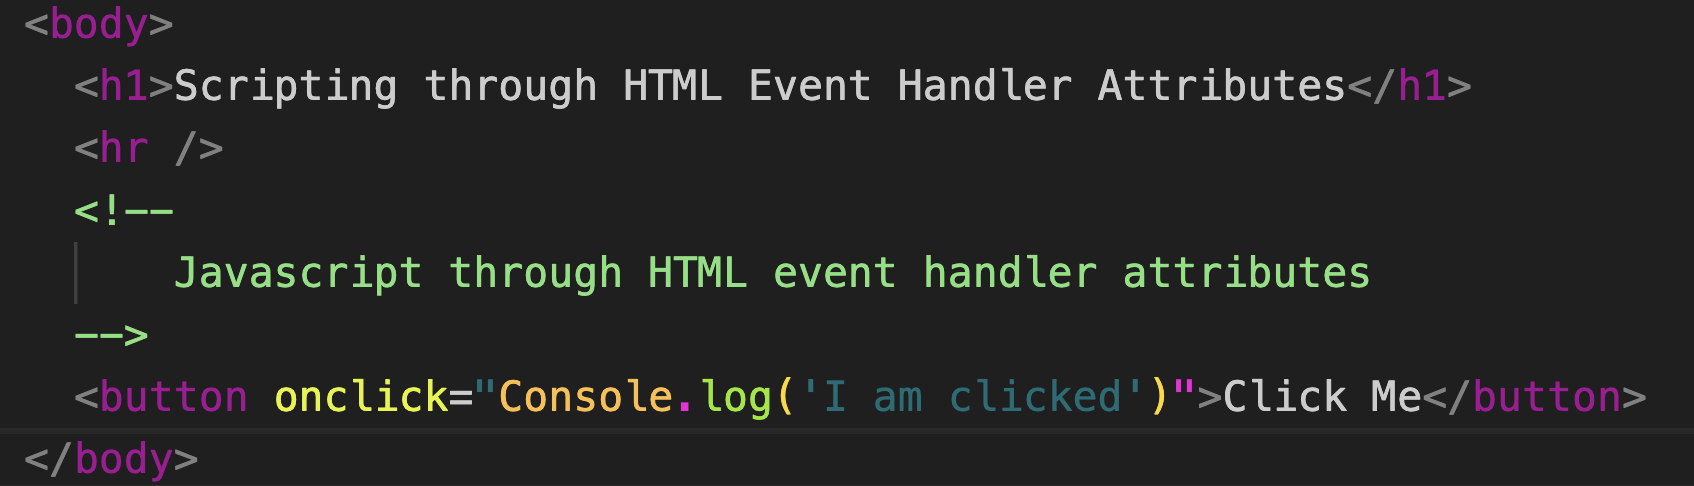 <body>
<h1>Scripting through HTML Event Handler Attributes</h1>
<hr />
<!--
Javascript through HTML event handler attributes
-->
<button onclick="Console.log('I am clicked')">Click Me</button>
</body>